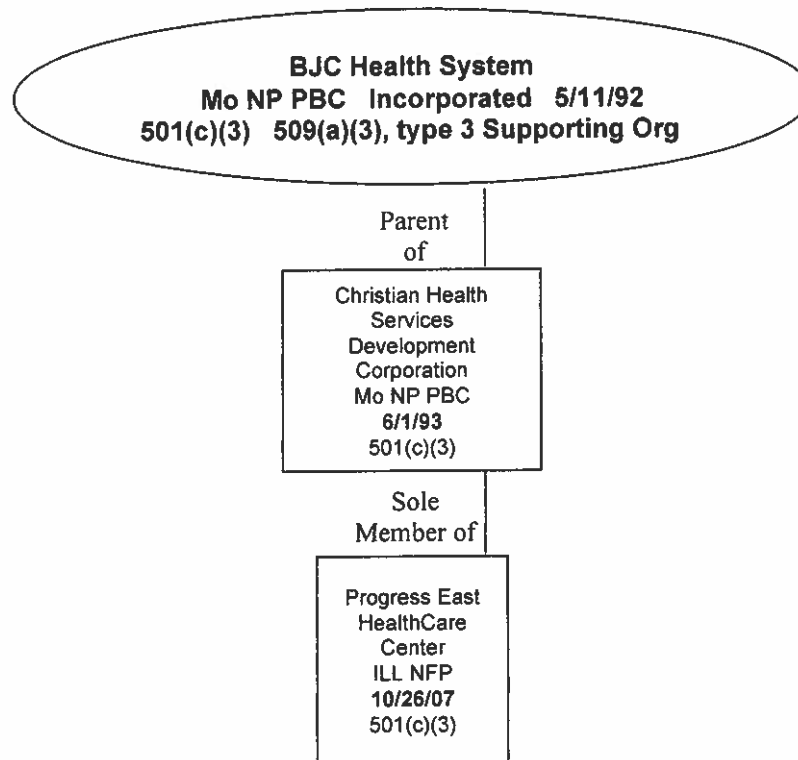 BJC Health System
Mo NP PBC Incorporated 5/11/92
501(c)(3) 509(a)(3), type 3 Supporting Org
Parent
of
Christian Health
Services
Development
Corporation
Mo NP PBC
6/1/93
501(c)(3)
Sole
Member of
Progress East
HealthCare
Center
ILL NFP
10/26/07
501(c)(3)